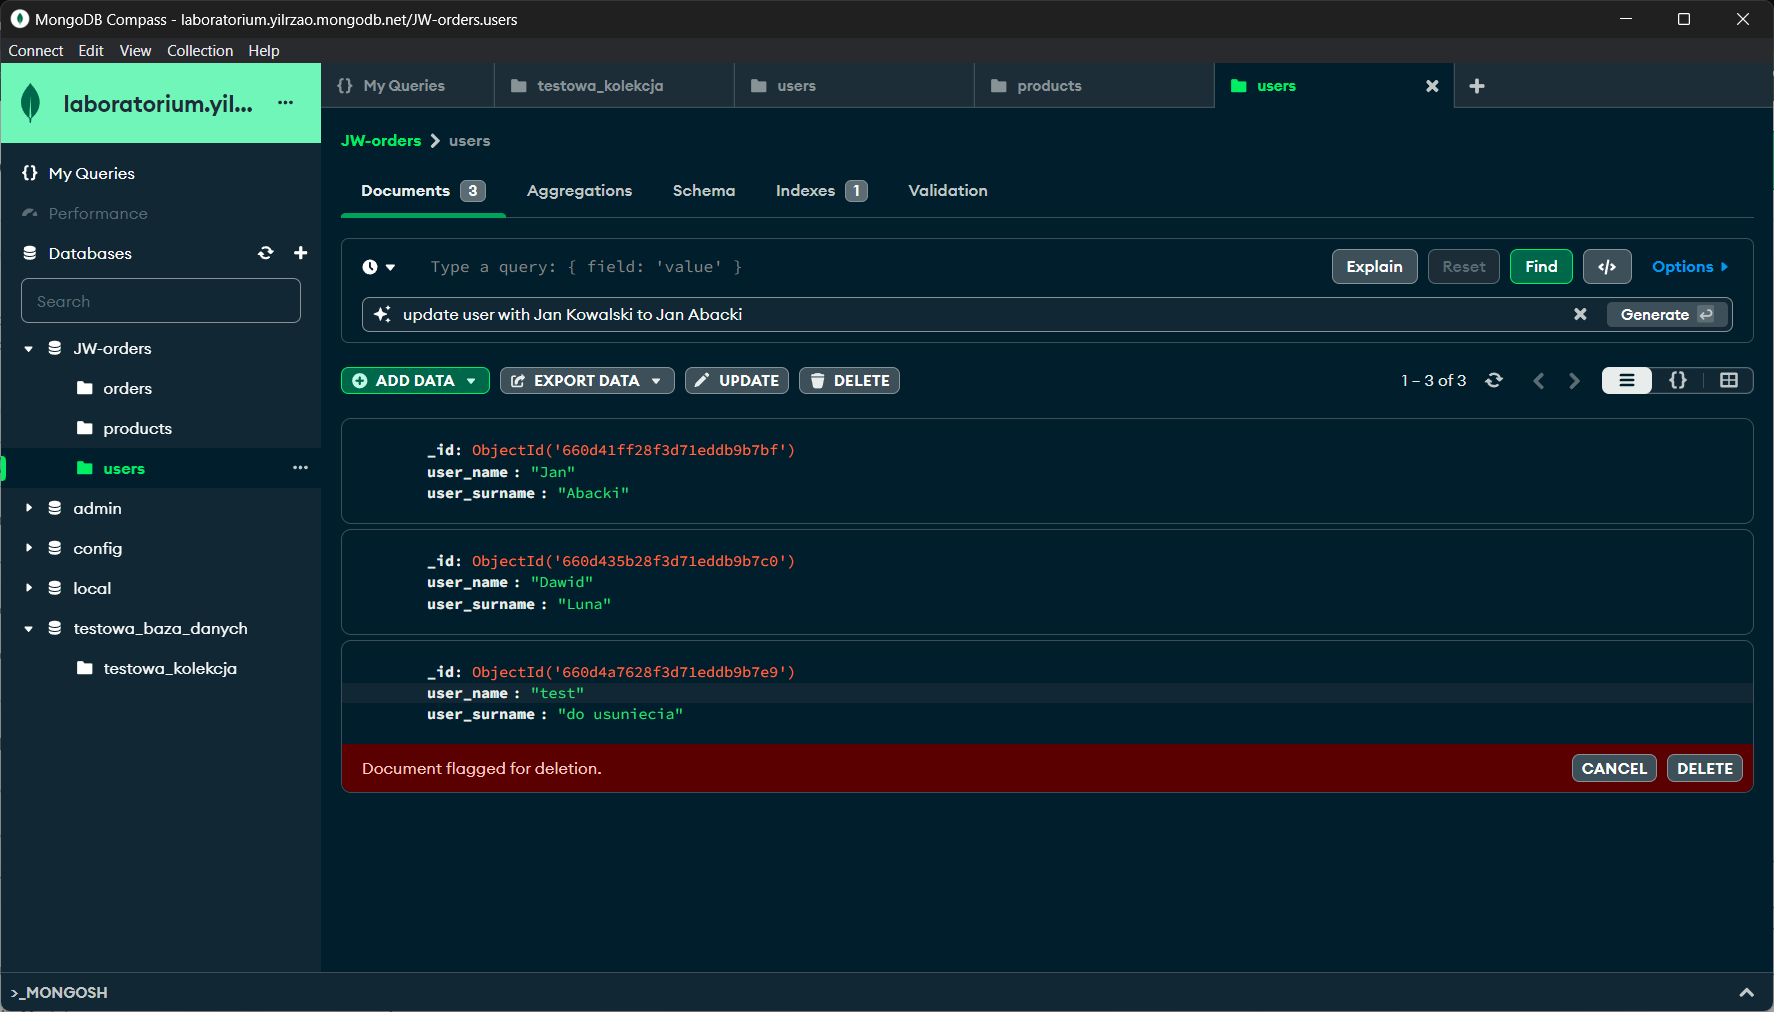 MongoDB Compass - laboratorium.yilrzao.mongodb.net/JW-orders.users
Connect Edit View Collection Help
laboratorium.yil... ...
{} My Queries
Performance
Databases
Search
JW-orders
orders
products
users ...
admin
config
local
testowa_baza_danych
testowa_kolekcja
{} My Queries testowa_kolekcja users products users
JW-orders > users
Documents 3 Aggregations Schema Indexes 1 Validation
Type a query: { field: 'value' } Explain Reset Find </> Options
update user with Jan Kowalski to Jan Abacki Generate
ADD DATA EXPORT DATA UPDATE DELETE 1 – 3 of 3 {}
_id: ObjectId('660d41ff28f3d71eddb9b7bf')
user_name : "Jan"
user_surname : "Abacki"
_id: ObjectId('660d435b28f3d71eddb9b7c0')
user_name : "Dawid"
user_surname : "Luna"
_id: ObjectId('660d4a7628f3d71eddb9b7e9')
user_name : "test"
user_surname : "do usuniecia"
Document flagged for deletion. CANCEL DELETE
>_MONGOSH